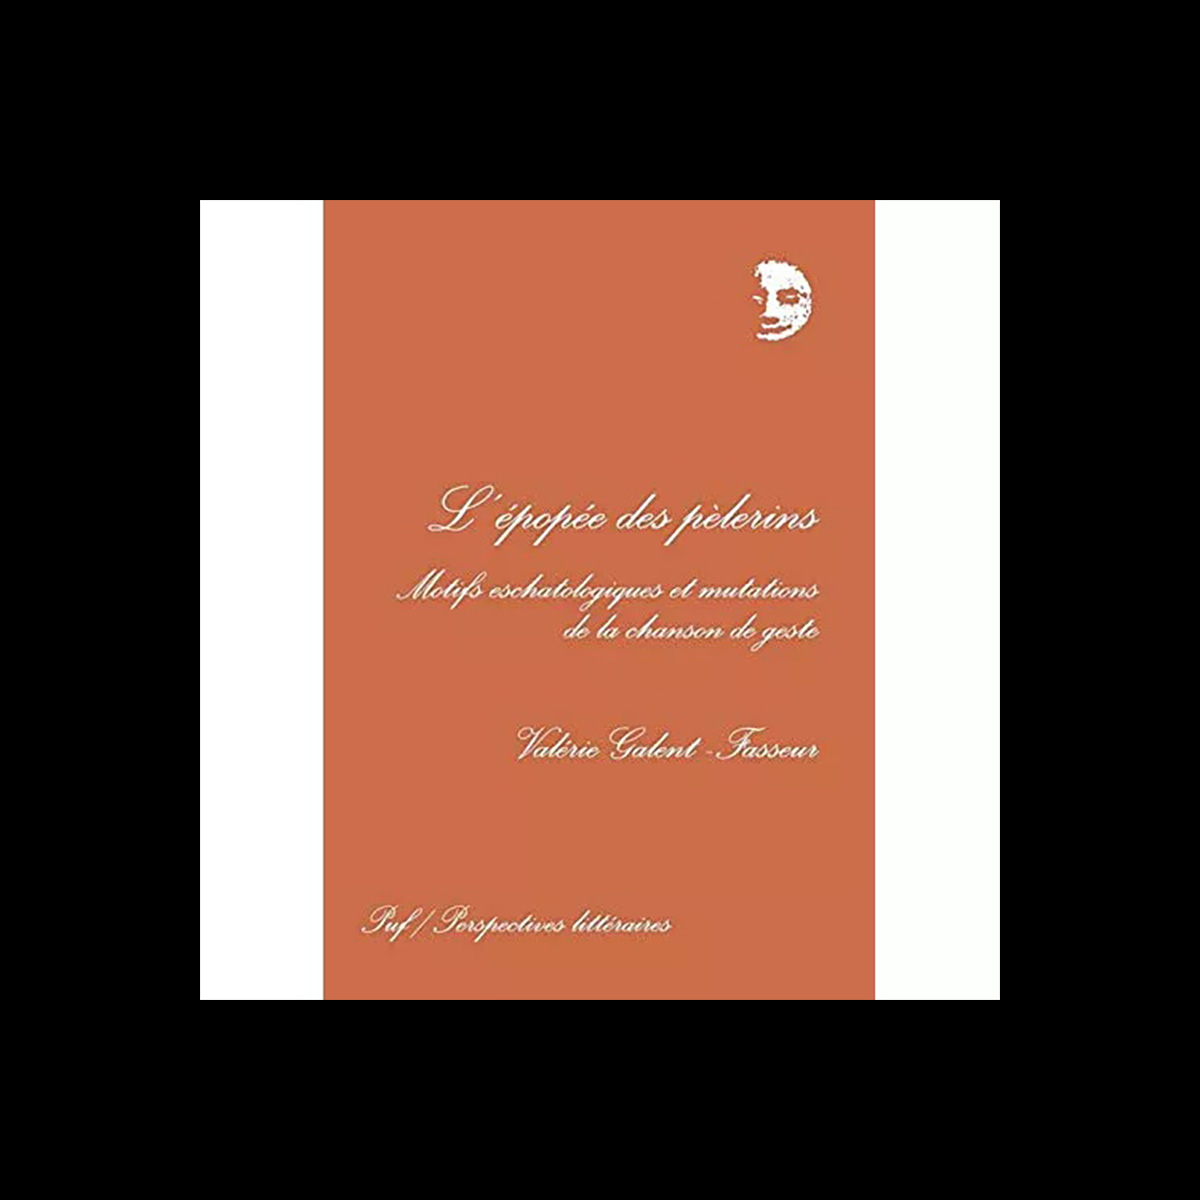 L'épopée des pèlerins
Motifs eschatologiques et mutations
de la chanson de geste
Valérie Galent-Fasseur
Puf / Perspectives littéraires